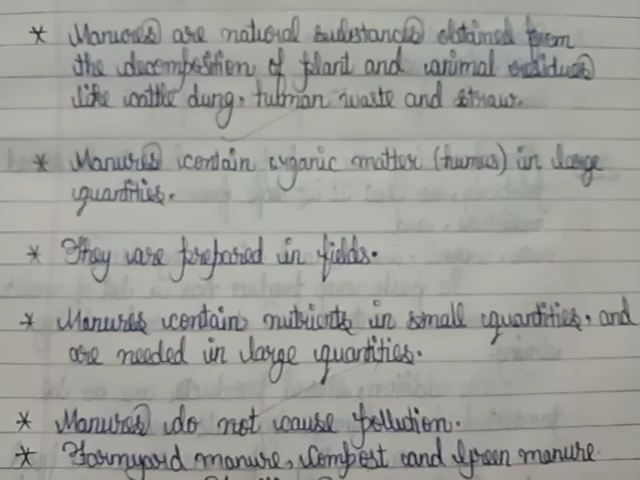 * Manures are natural substances obtained from
the decomposition of plant and animal residues
like cattle dung, human waste and straw.
* Manures contain organic matter (humus) in large
quantities.
* They are prepared in fields.
* Manures contain nutrients in small quantities, and
are needed in large quantities.
* Manures do not cause pollution.
* Farmyard manure, Compost and Green manure